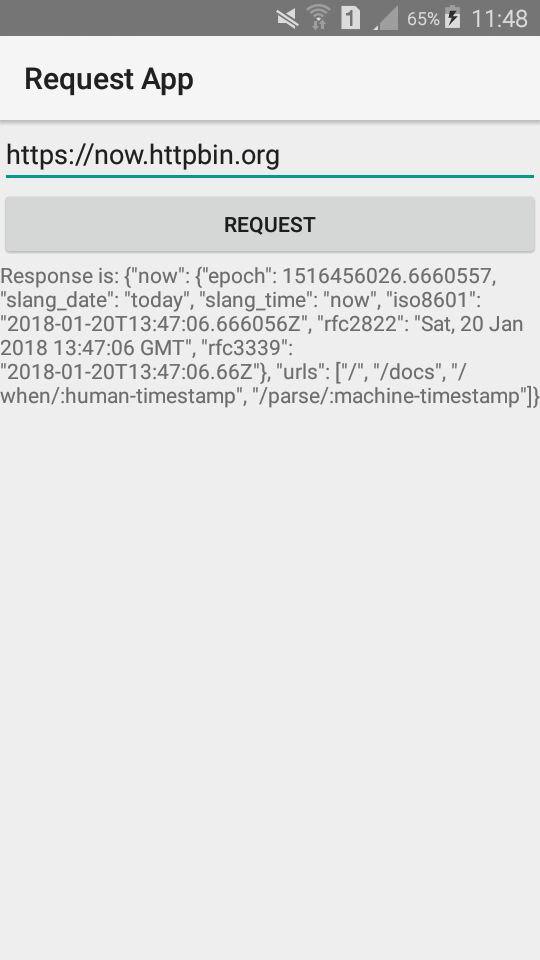 1 65% 11:48
Request App
https://now.httpbin.org
REQUEST
Response is: {"now": {"epoch": 1516456026.6660557,
"slang_date": "today", "slang_time": "now", "iso8601":
"2018-01-20T13:47:06.666056Z", "rfc2822": "Sat, 20 Jan
2018 13:47:06 GMT", "rfc3339":
"2018-01-20T13:47:06.66Z"}, "urls": ["/", "/docs", "/
when/:human-timestamp", "/parse/:machine-timestamp"]}